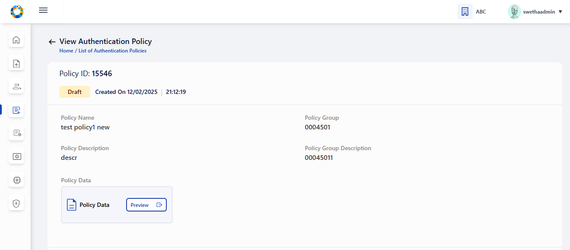 ABC
swethaadmin
View Authentication Policy
Home / List of Authentication Policies
Policy ID: 15546
Draft
Created On 12/02/2025 | 21:12:19
Policy Name
test policy1 new
Policy Group
0004501
Policy Description
descr
Policy Group Description
00045011
Policy Data
Policy Data
Preview